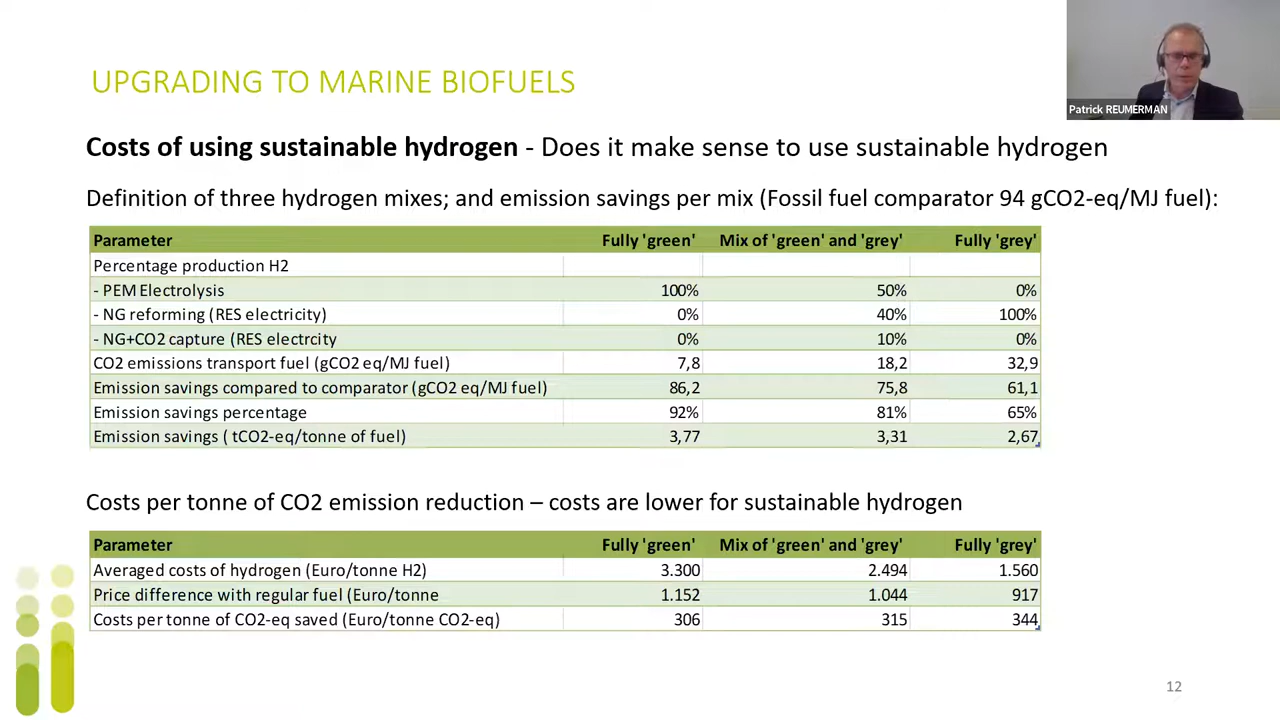 Patrick REUMERMAN
UPGRADING TO MARINE BIOFUELS
Costs of using sustainable hydrogen - Does it make sense to use sustainable hydrogen
Definition of three hydrogen mixes; and emission savings per mix (Fossil fuel comparator 94 gCO2-eq/MJ fuel):
Parameter Fully 'green' Mix of 'green' and 'grey' Fully 'grey'
Percentage production H2
- PEM Electrolysis 100% 50% 0%
- NG reforming (RES electricity) 0% 40% 100%
- NG+CO2 capture (RES electrcity 0% 10% 0%
CO2 emissions transport fuel (gCO2 eq/MJ fuel) 7,8 18,2 32,9
Emission savings compared to comparator (gCO2 eq/MJ fuel) 86,2 75,8 61,1
Emission savings percentage 92% 81% 65%
Emission savings ( tCO2-eq/tonne of fuel) 3,77 3,31 2,67
Costs per tonne of CO2 emission reduction – costs are lower for sustainable hydrogen
Parameter Fully 'green' Mix of 'green' and 'grey' Fully 'grey'
Averaged costs of hydrogen (Euro/tonne H2) 3.300 2.494 1.560
Price difference with regular fuel (Euro/tonne 1.152 1.044 917
Costs per tonne of CO2-eq saved (Euro/tonne CO2-eq) 306 315 344
12